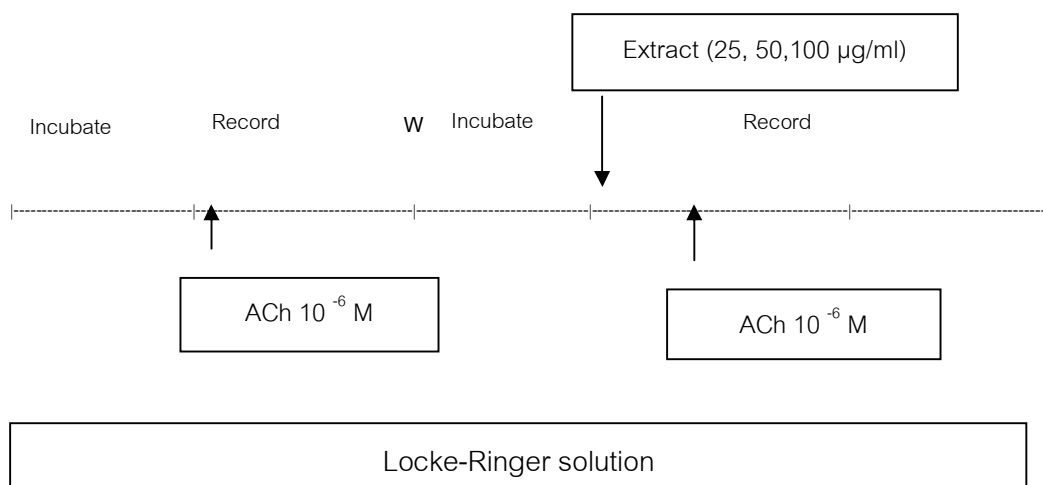 Extract (25, 50,100 µg/ml)
Incubate Record W Incubate Record
ACh 10 ⁻⁶ M
ACh 10 ⁻⁶ M
Locke-Ringer solution